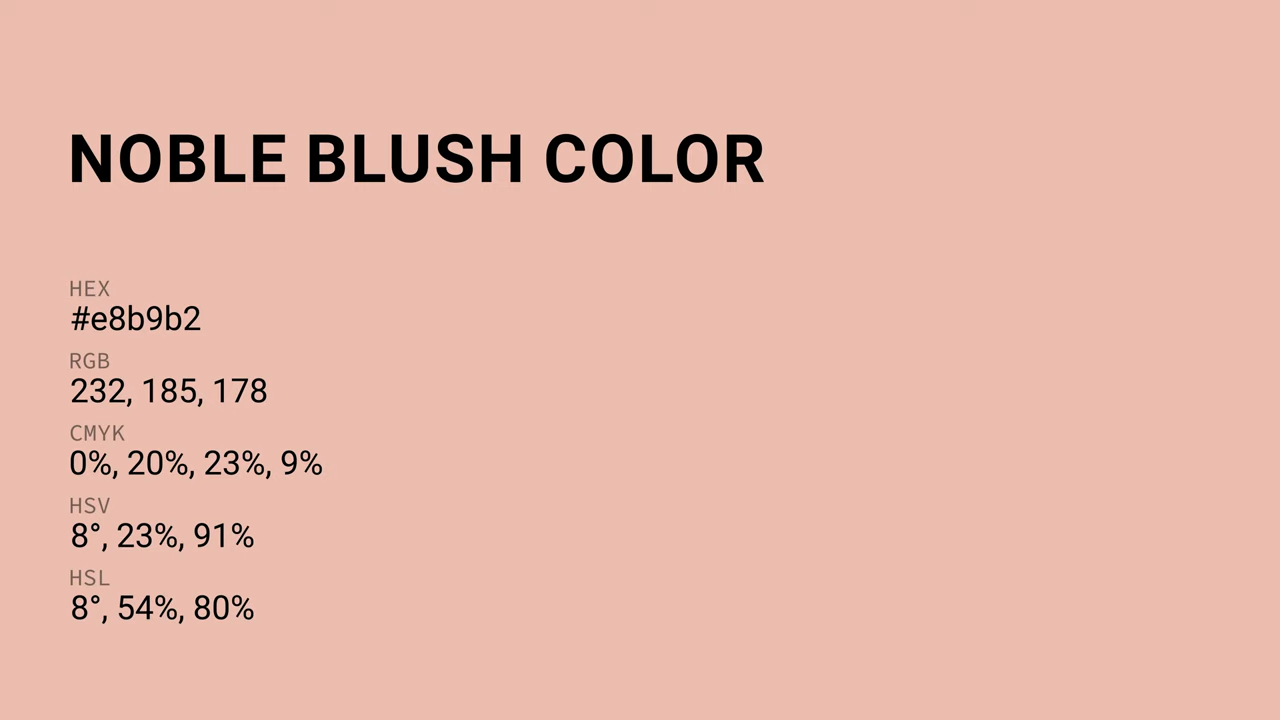 NOBLE BLUSH COLOR
HEX
#e8b9b2
RGB
232, 185, 178
CMYK
0%, 20%, 23%, 9%
HSV
8°, 23%, 91%
HSL
8°, 54%, 80%